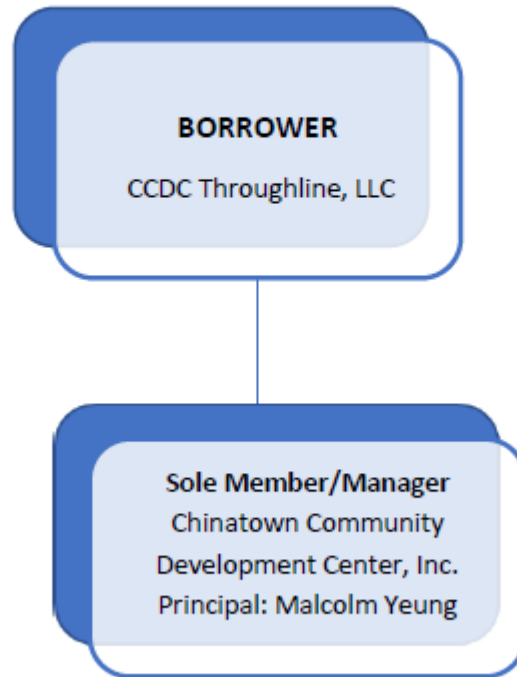 BORROWER
CCDC Throughline, LLC
Sole Member/Manager
Chinatown Community
Development Center, Inc.
Principal: Malcolm Yeung